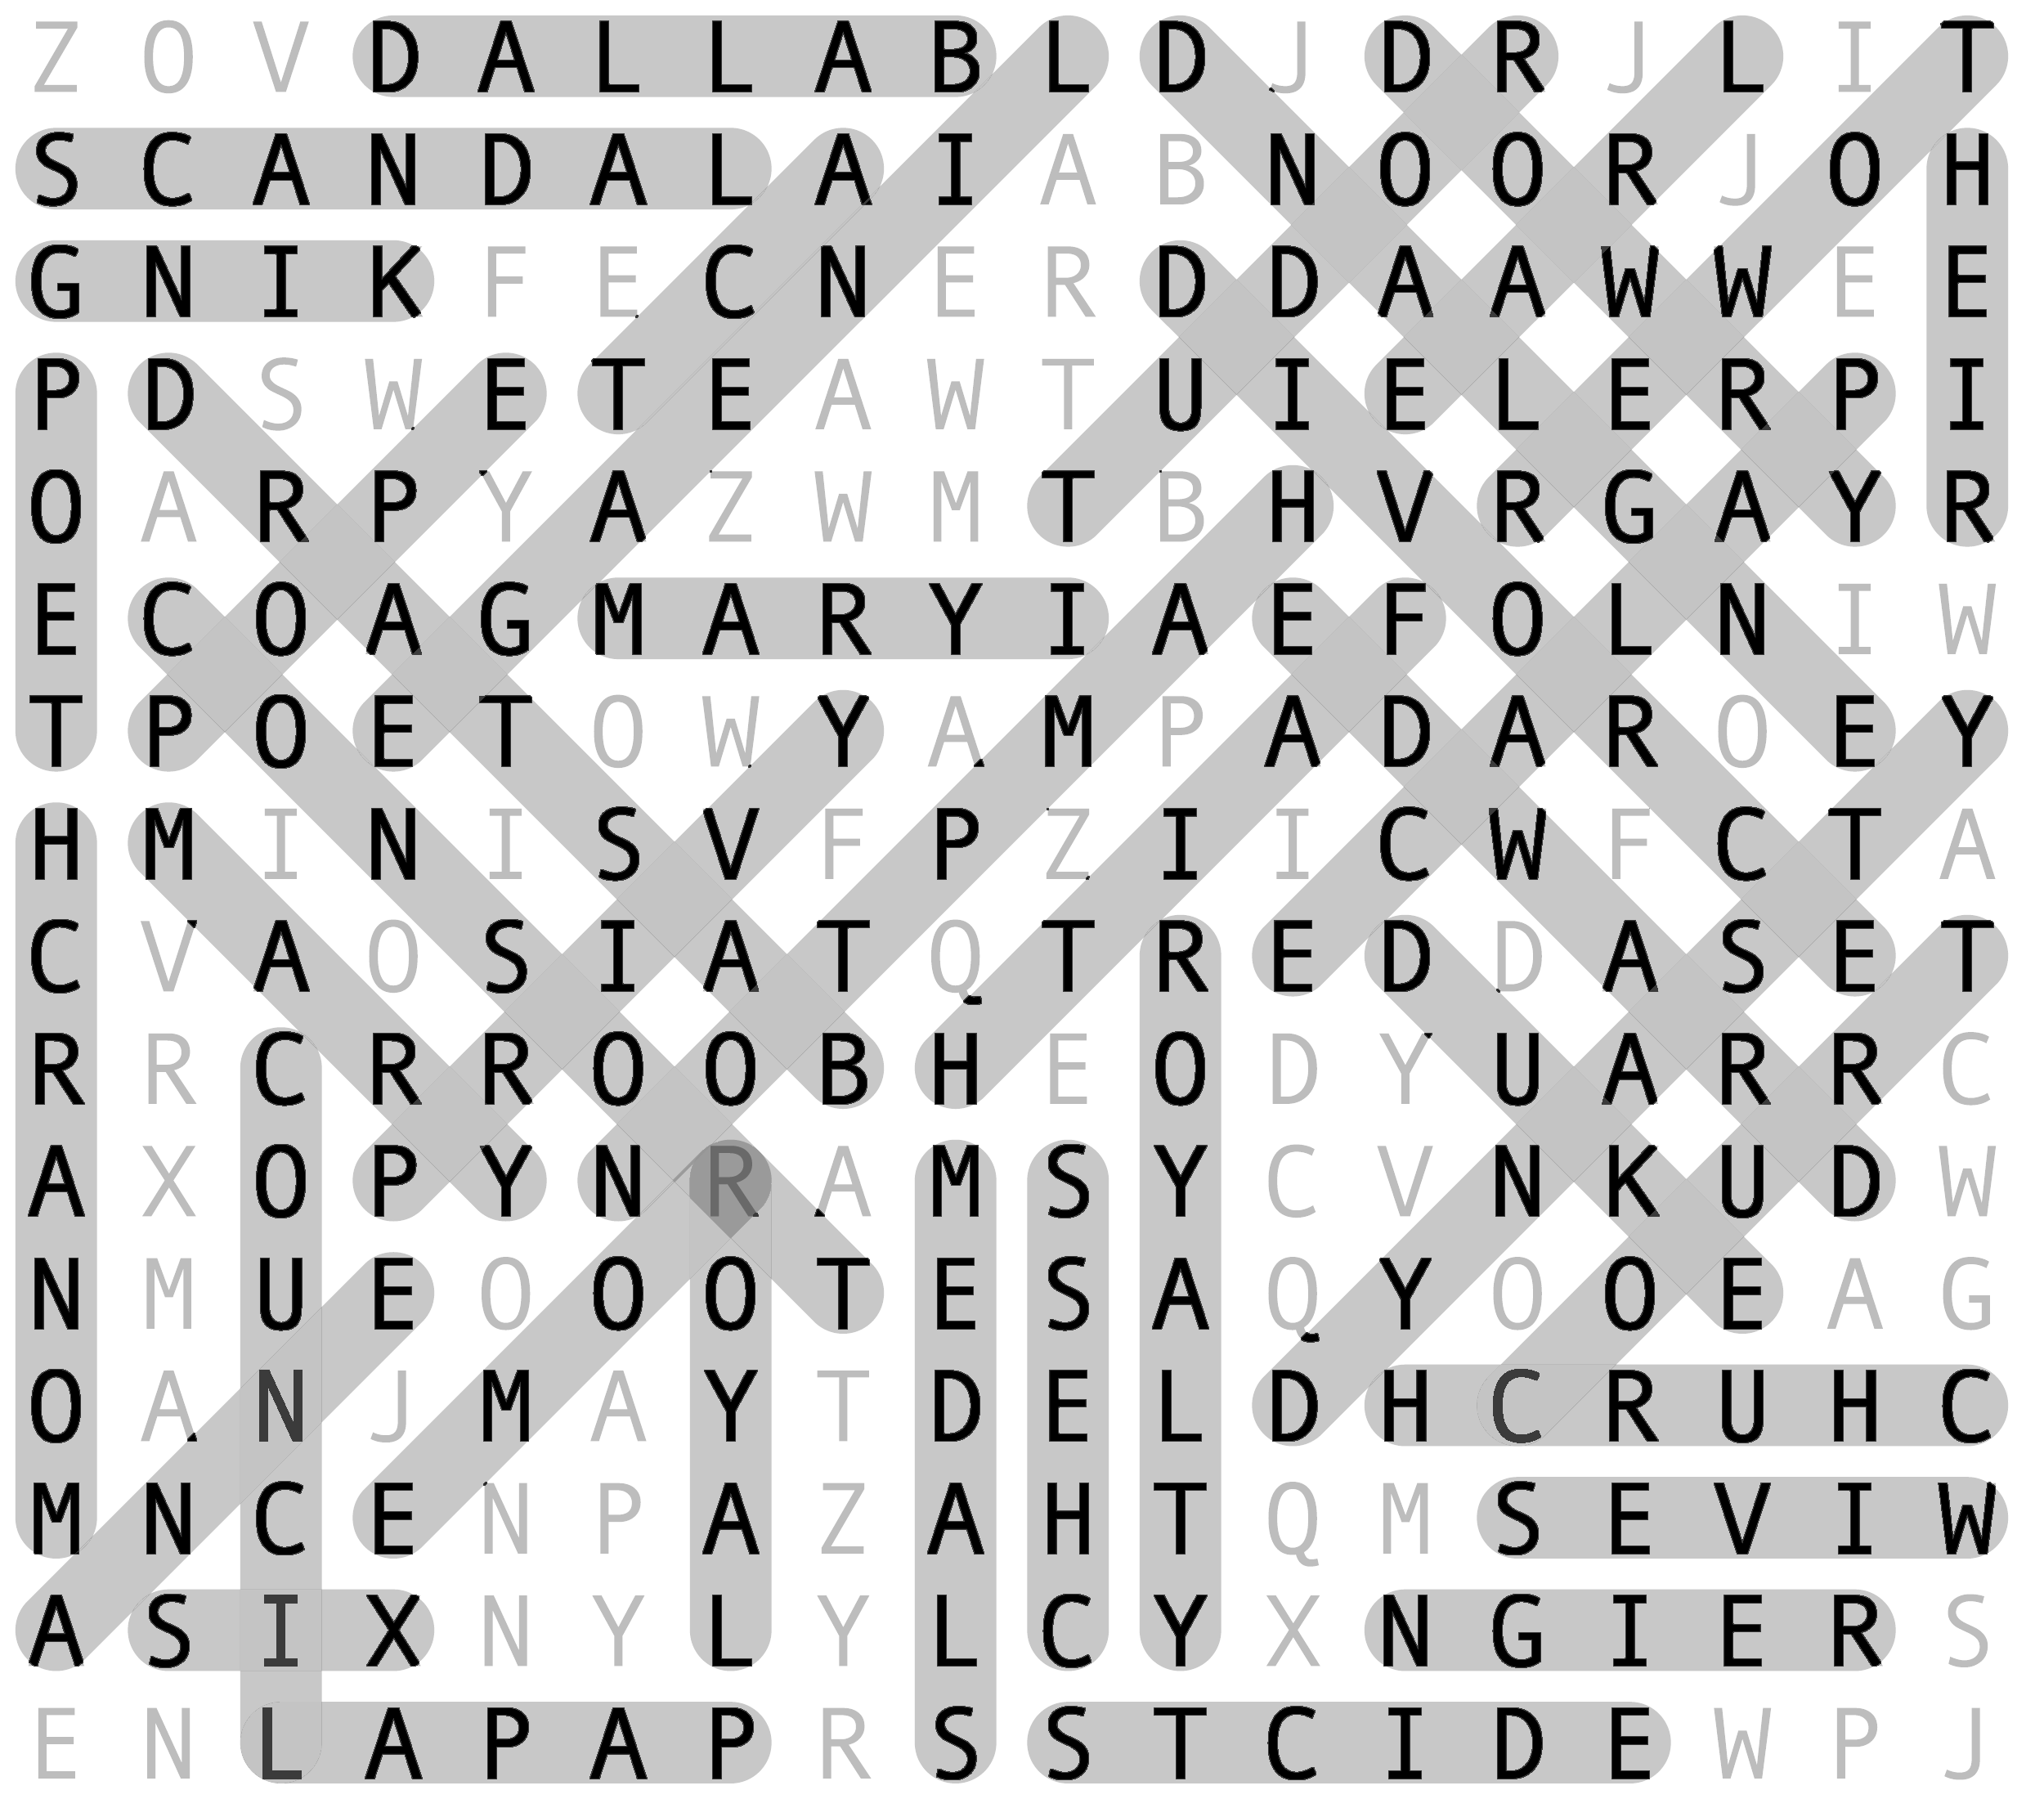 Z O V D A L L A B L D J D R J L I T
S C A N D A L A I A B N O O R J O H
G N I K F E C N E R D D A A W W E E
P D S W E T E A W T U I E L E R P I
O A R P Y A Z W M T B H V R G A Y R
E C O A G M A R Y I A E F O L N I W
T P O E T O W Y A M P A D A R O E Y
H M I N I S V F P Z I I C W F C T A
C V A O S I A T Q T R E D D A S E T
R R C R R O O B H E O D Y U A R R C
A X O P Y N R A M S Y C V N K U D W
N M U E O O O T E S A Q Y O O E A G
O A N J M A Y T D E L D H C R U H C
M N C E N P A Z A H T Q M S E V I W
A S I X N Y L Y L C Y X N G I E R S
E N L A P A P R S S T C I D E W P J